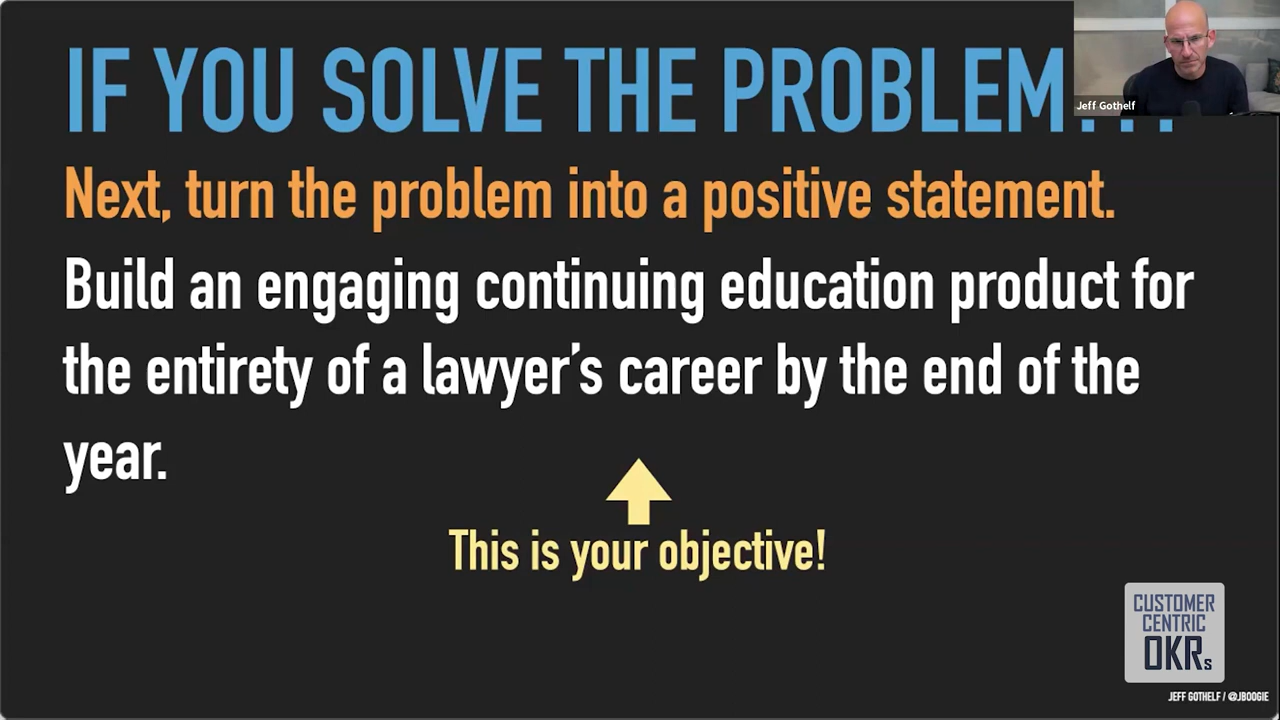 IF YOU SOLVE THE PROBLEM...
Jeff Gothelf
Next, turn the problem into a positive statement.
Build an engaging continuing education product for
the entirety of a lawyer’s career by the end of the
year.
This is your objective!
CUSTOMER
CENTRIC
OKRs
JEFF GOTHELF / @JBOOGIE